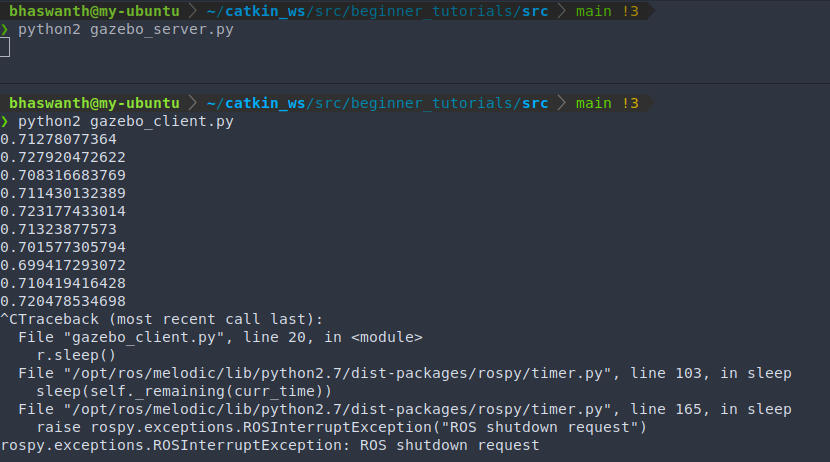 bhaswanth@my-ubuntu ~/catkin_ws/src/beginner_tutorials/src main !3
❯ python2 gazebo_server.py
bhaswanth@my-ubuntu ~/catkin_ws/src/beginner_tutorials/src main !3
❯ python2 gazebo_client.py
0.71278077364
0.727920472622
0.708316683769
0.711430132389
0.723177433014
0.71323877573
0.701577305794
0.699417293072
0.710419416428
0.720478534698
^CTraceback (most recent call last):
  File "gazebo_client.py", line 20, in <module>
    r.sleep()
  File "/opt/ros/melodic/lib/python2.7/dist-packages/rospy/timer.py", line 103, in sleep
    sleep(self._remaining(curr_time))
  File "/opt/ros/melodic/lib/python2.7/dist-packages/rospy/timer.py", line 165, in sleep
    raise rospy.exceptions.ROSInterruptException("ROS shutdown request")
rospy.exceptions.ROSInterruptException: ROS shutdown request